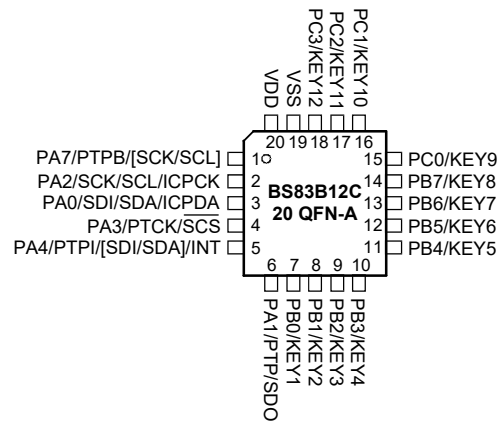 PC3/KEY12
PC2/KEY11
PC1/KEY10
VDD
VSS
20 19 18 17 16
PA7/PTPB/[SCK/SCL] 1
PA2/SCK/SCL/ICPCK 2
PA0/SDI/SDA/ICPDA 3
PA3/PTCK/SCS 4
PA4/PTPI/[SDI/SDA]/INT 5
BS83B12C
20 QFN-A
15 PC0/KEY9
14 PB7/KEY8
13 PB6/KEY7
12 PB5/KEY6
11 PB4/KEY5
6 7 8 9 10
PA1/PTP/SDO
PB0/KEY1
PB1/KEY2
PB2/KEY3
PB3/KEY4